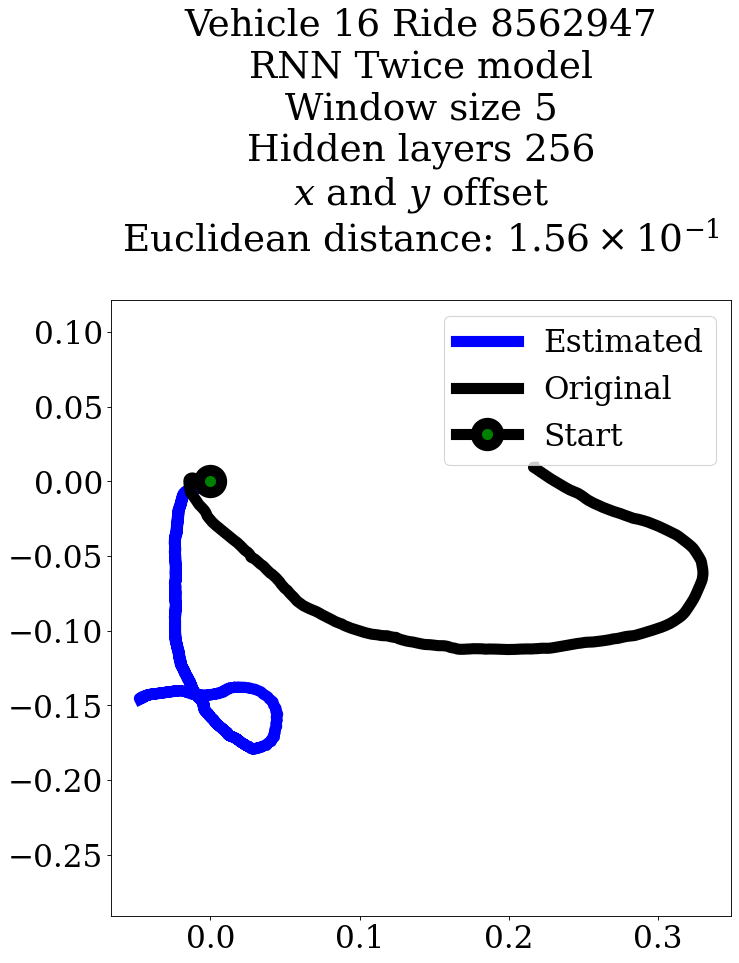 Vehicle 16 Ride 8562947
RNN Twice model
Window size 5
Hidden layers 256
x and y offset
Euclidean distance: 1.56 × 10⁻¹
Estimated
Original
Start
0.10
0.05
0.00
−0.05
−0.10
−0.15
−0.20
−0.25
0.0 0.1 0.2 0.3